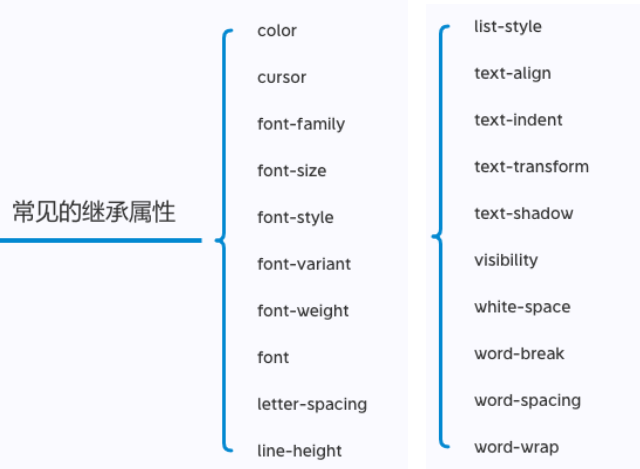 常见的继承属性
color
cursor
font-family
font-size
font-style
font-variant
font-weight
font
letter-spacing
line-height
list-style
text-align
text-indent
text-transform
text-shadow
visibility
white-space
word-break
word-spacing
word-wrap